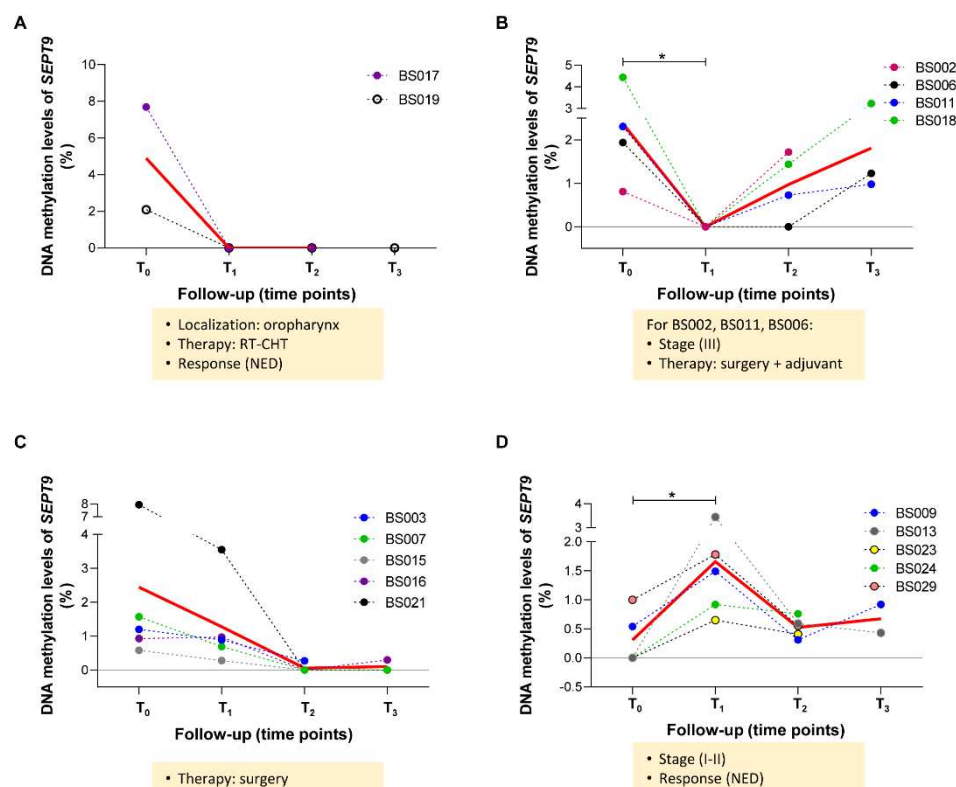 A
DNA methylation levels of SEPT9
(%)
10
8
6
4
2
0
T0
T1
T2
T3
Follow-up (time points)
BS017
BS019
• Localization: oropharynx
• Therapy: RT-CHT
• Response (NED)
B
DNA methylation levels of SEPT9
(%)
*
5
4
3
2
1
0
T0
T1
T2
T3
Follow-up (time points)
BS002
BS006
BS011
BS018
For BS002, BS011, BS006:
• Stage (III)
• Therapy: surgery + adjuvant
C
DNA methylation levels of SEPT9
(%)
8
7
4
3
2
1
0
T0
T1
T2
T3
Follow-up (time points)
BS003
BS007
BS015
BS016
BS021
• Therapy: surgery
D
DNA methylation levels of SEPT9
(%)
*
4
3
2.0
1.5
1.0
0.5
0.0
-0.5
T0
T1
T2
T3
Follow-up (time points)
BS009
BS013
BS023
BS024
BS029
• Stage (I-II)
• Response (NED)